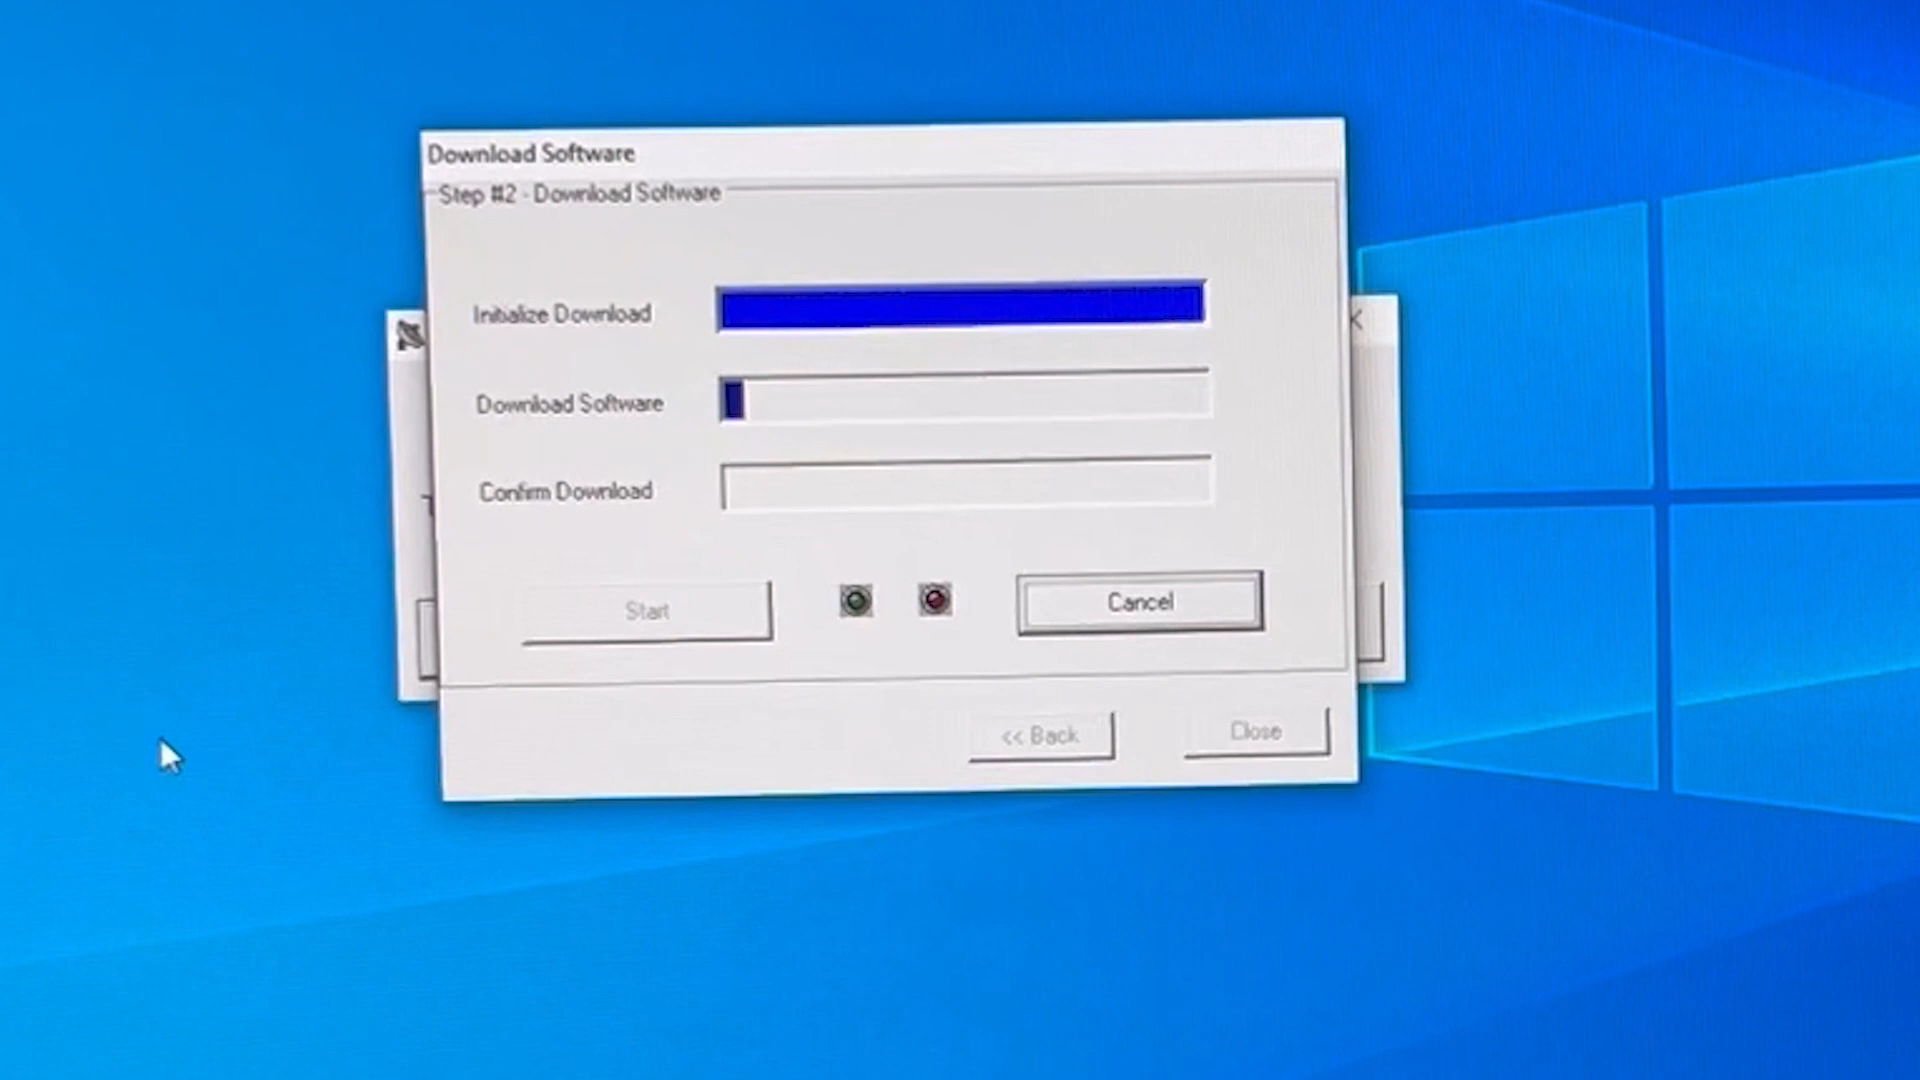 Download Software
Step #2 - Download Software
Initialize Download
Download Software
Confirm Download
Start
Cancel
<< Back
Close